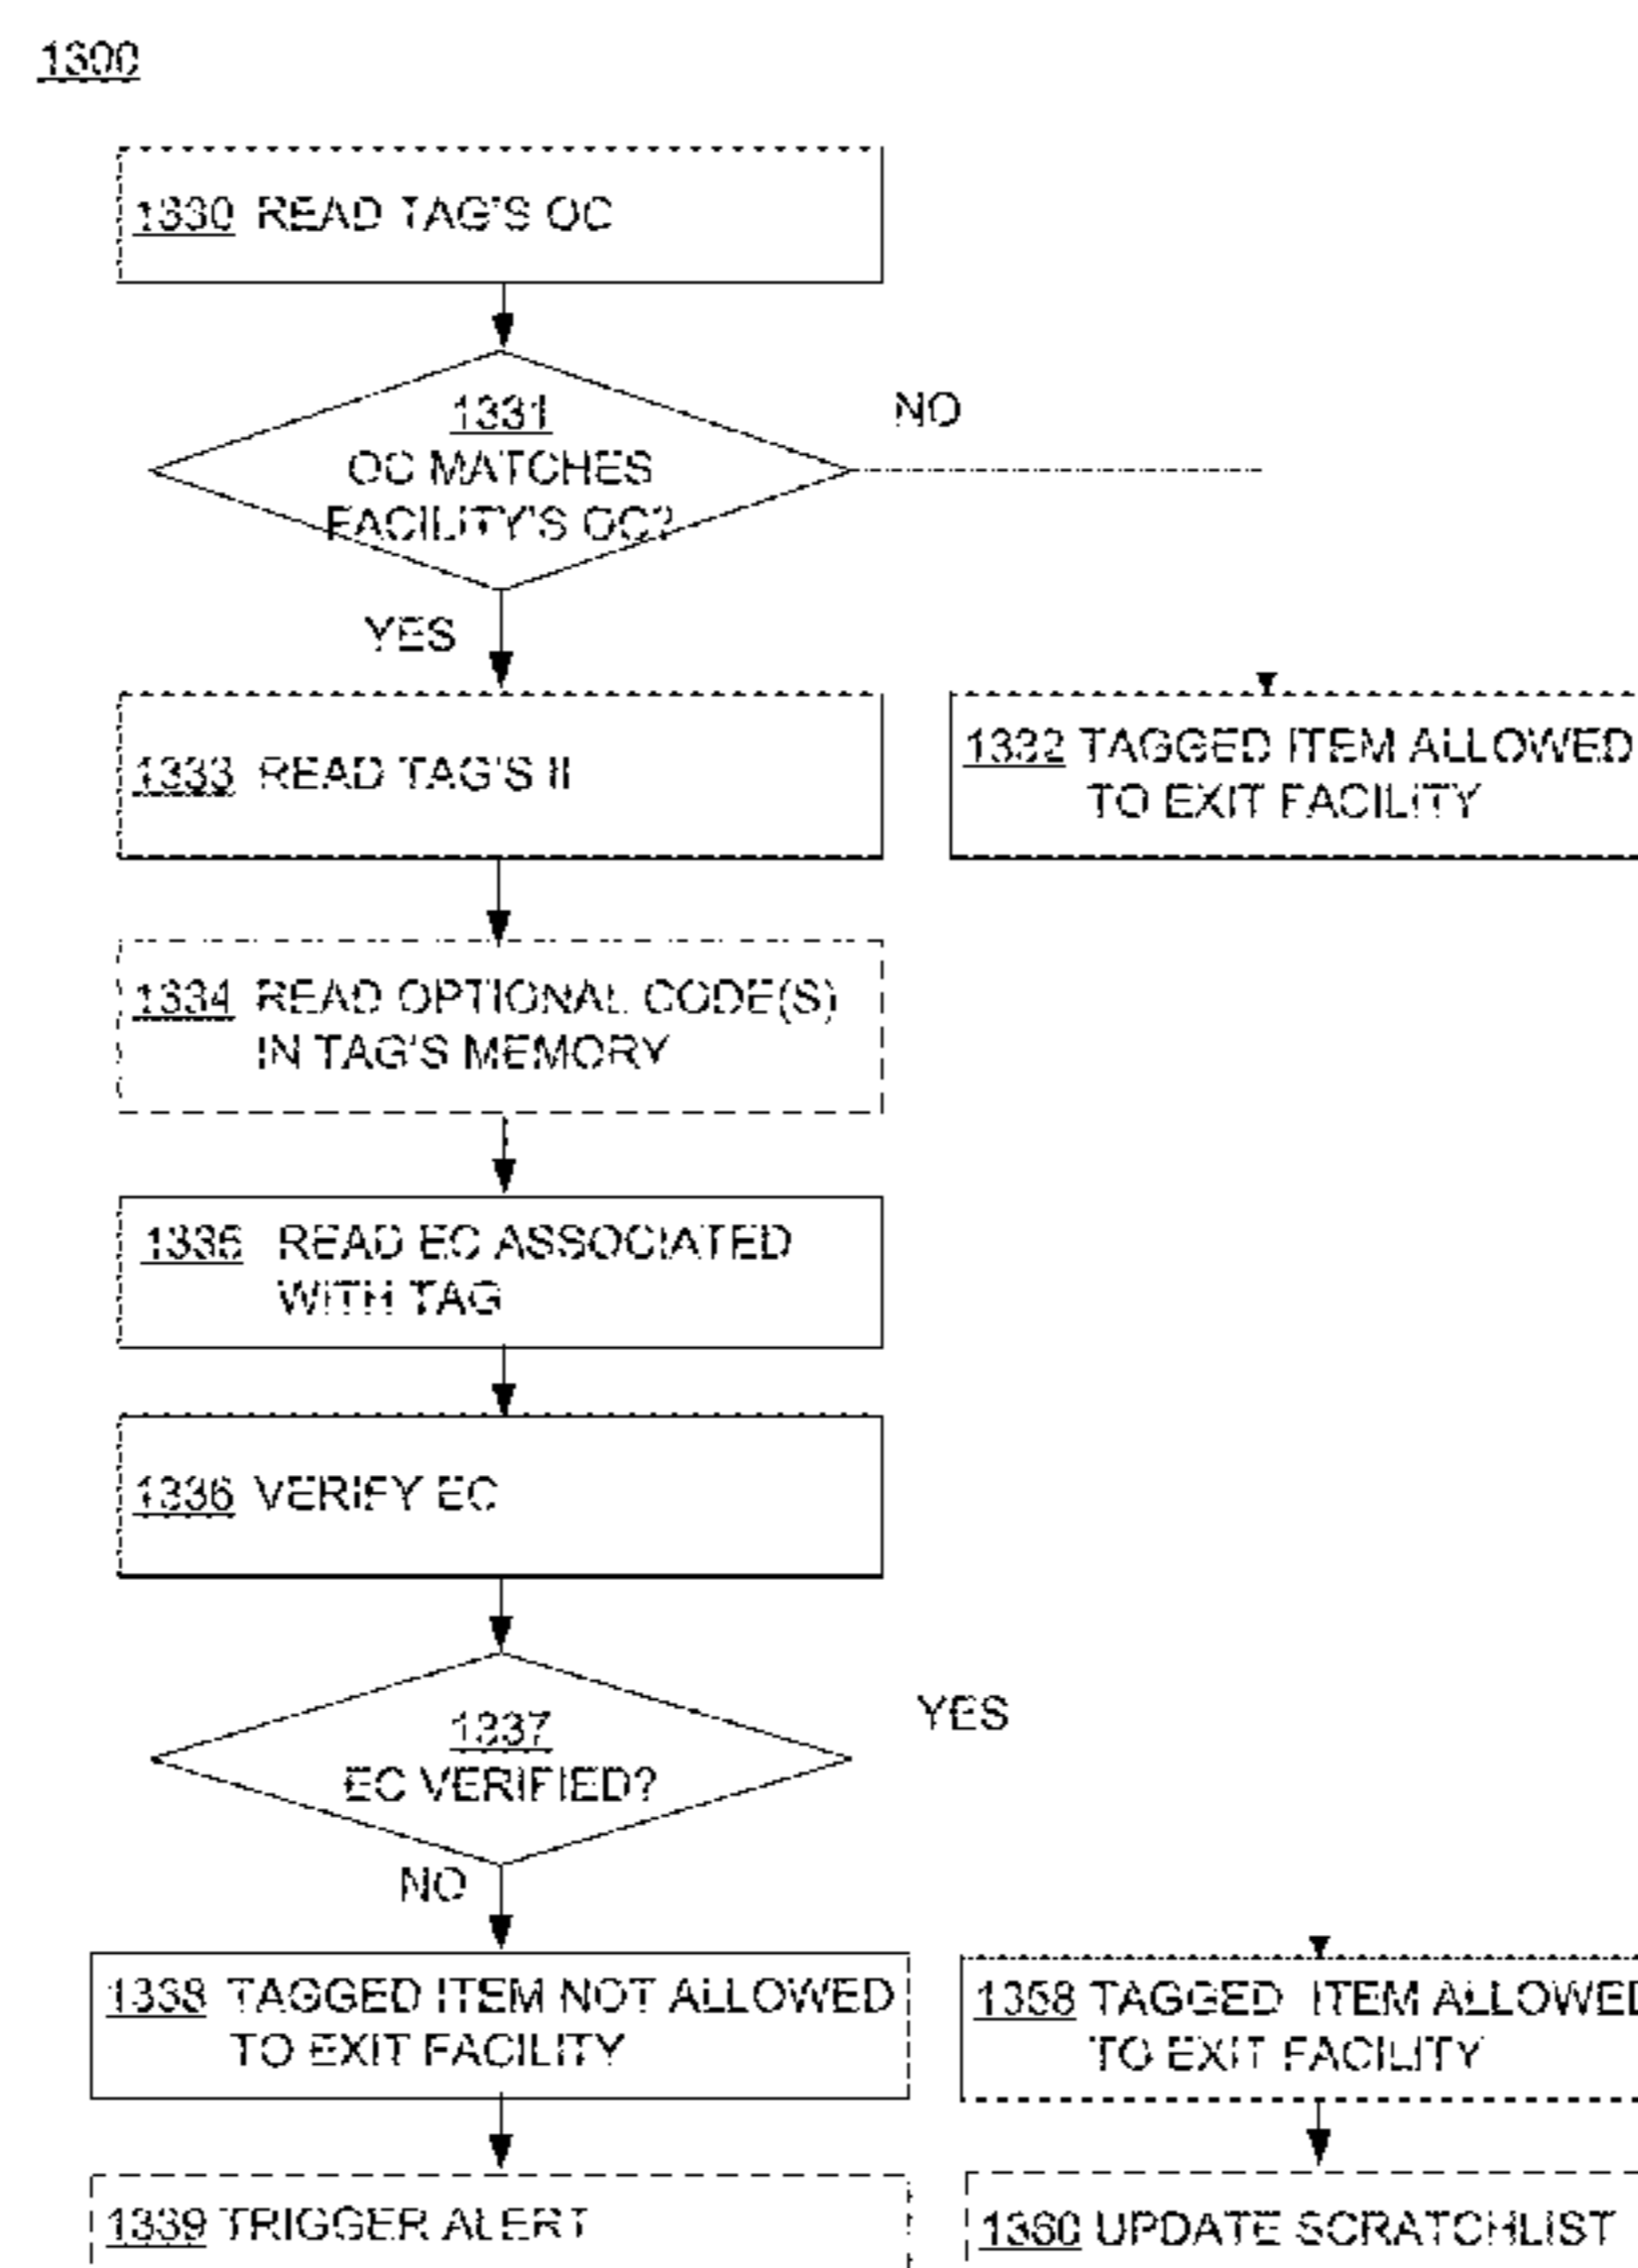 1300
1330 READ TAG'S OC
1331
OC MATCHES
FACILITY'S OC?
NO
YES
1333 READ TAG'S II
1332 TAGGED ITEM ALLOWED
TO EXIT FACILITY
1334 READ OPTIONAL CODE(S)
IN TAG'S MEMORY
1335 READ EC ASSOCIATED
WITH TAG
1336 VERIFY EC
1337
EC VERIFIED?
YES
NO
1338 TAGGED ITEM NOT ALLOWED
TO EXIT FACILITY
1358 TAGGED ITEM ALLOWED
TO EXIT FACILITY
1339 TRIGGER ALERT
1360 UPDATE SCRATCHLIST